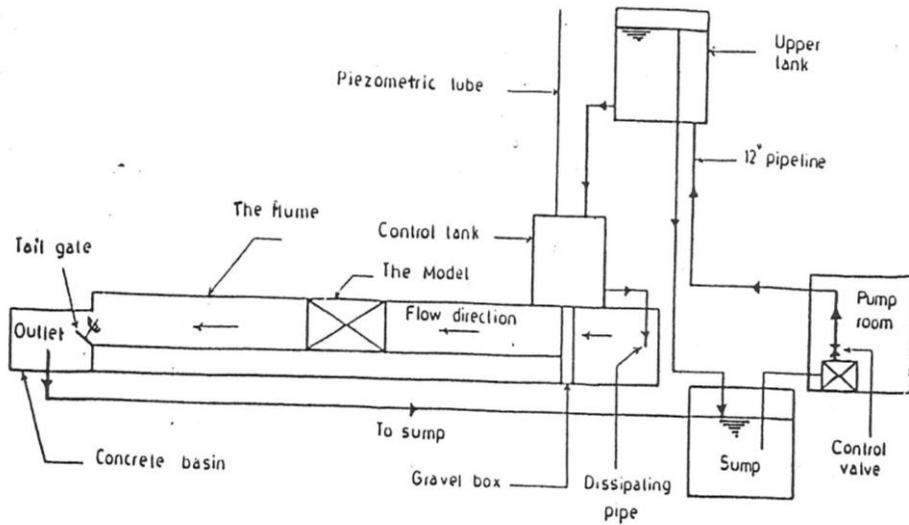 Upper
tank
Piezometric tube
12" pipeline
The flume
Control tank
Tail gate
The Model
Pump
room
Flow direction
Outlet
To sump
Concrete basin
Gravel box
Dissipating
pipe
Sump
Control
valve